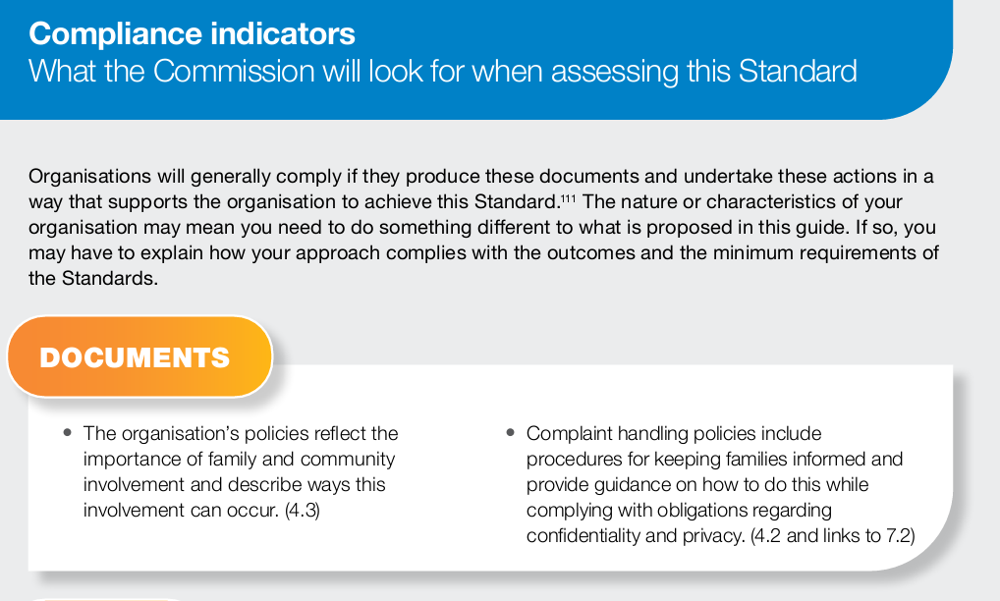 Compliance indicators
What the Commission will look for when assessing this Standard
Organisations will generally comply if they produce these documents and undertake these actions in a
way that supports the organisation to achieve this Standard.¹¹¹ The nature or characteristics of your
organisation may mean you need to do something different to what is proposed in this guide. If so, you
may have to explain how your approach complies with the outcomes and the minimum requirements of
the Standards.
DOCUMENTS
• The organisation’s policies reflect the
importance of family and community
involvement and describe ways this
involvement can occur. (4.3)
• Complaint handling policies include
procedures for keeping families informed and
provide guidance on how to do this while
complying with obligations regarding
confidentiality and privacy. (4.2 and links to 7.2)